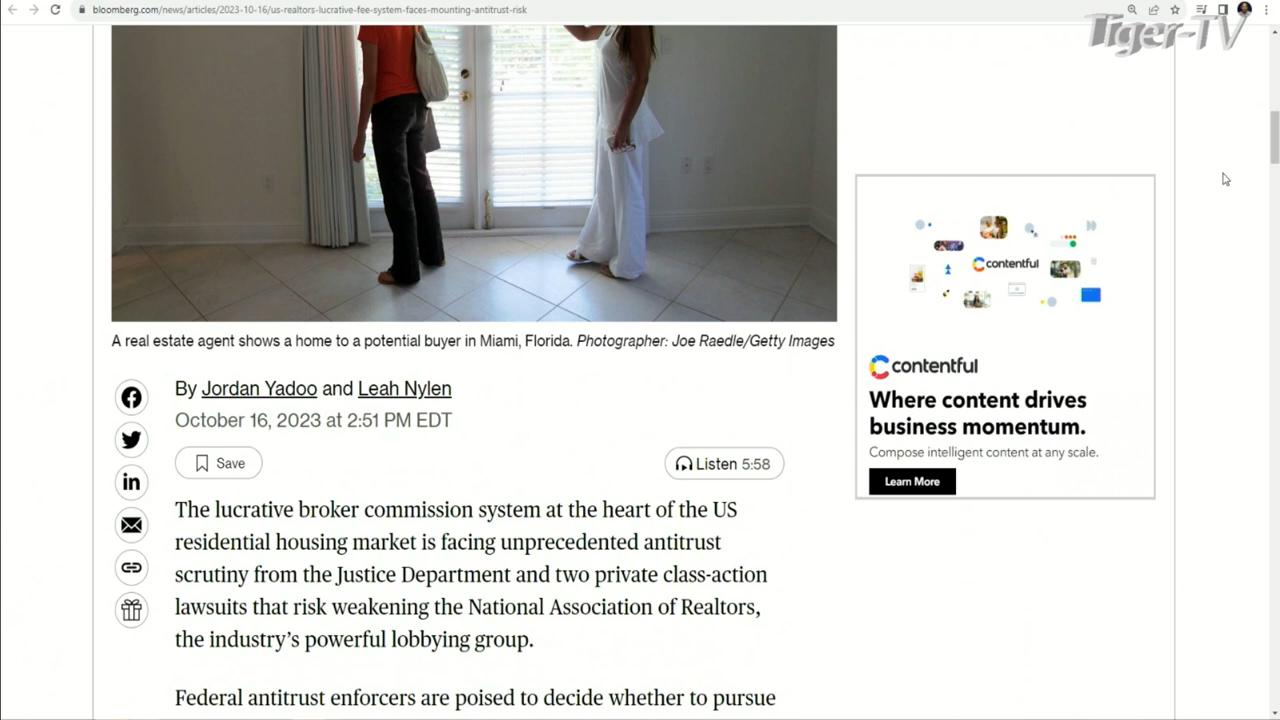 bloomberg.com/news/articles/2023-10-16/us-realtors-lucrative-fee-system-faces-mounting-antitrust-risk
Tiger-TV
A real estate agent shows a home to a potential buyer in Miami, Florida. Photographer: Joe Raedle/Getty Images
By Jordan Yadoo and Leah Nylen
October 16, 2023 at 2:51 PM EDT
Save
Listen 5:58
The lucrative broker commission system at the heart of the US
residential housing market is facing unprecedented antitrust
scrutiny from the Justice Department and two private class-action
lawsuits that risk weakening the National Association of Realtors,
the industry's powerful lobbying group.
Federal antitrust enforcers are poised to decide whether to pursue
contentful
contentful
Where content drives
business momentum.
Compose intelligent content at any scale.
Learn More